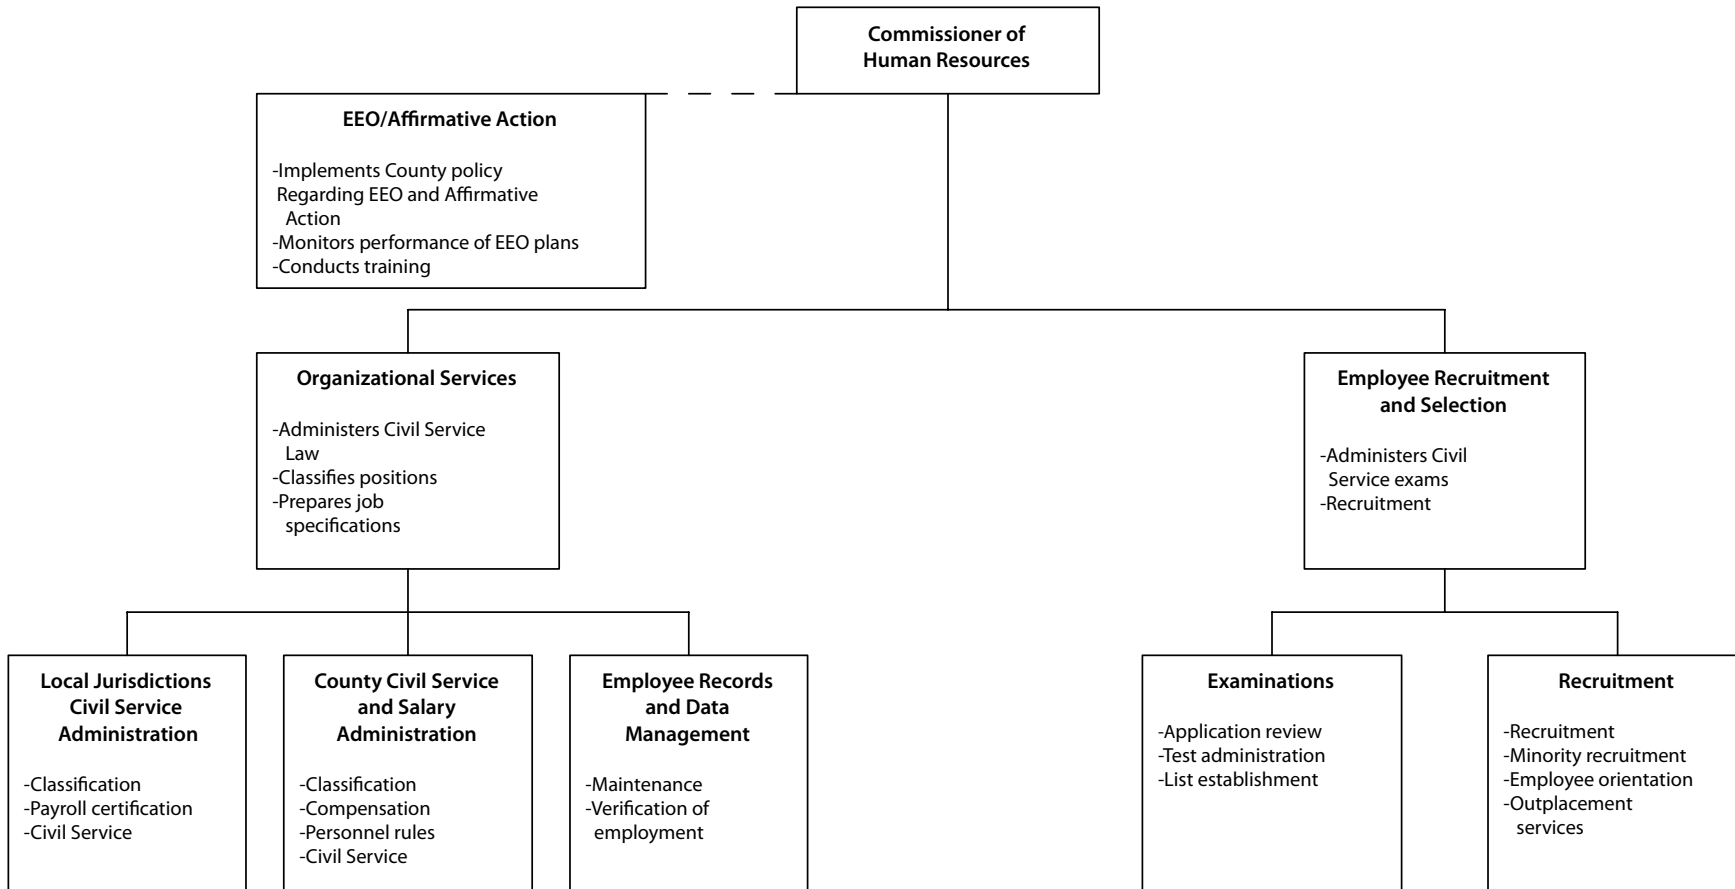 Commissioner of
Human Resources
EEO/Affirmative Action
-Implements County policy
Regarding EEO and Affirmative
Action
-Monitors performance of EEO plans
-Conducts training
Organizational Services
-Administers Civil Service
Law
-Classifies positions
-Prepares job
specifications
Employee Recruitment
and Selection
-Administers Civil
Service exams
-Recruitment
Local Jurisdictions
Civil Service
Administration
-Classification
-Payroll certification
-Civil Service
County Civil Service
and Salary
Administration
-Classification
-Compensation
-Personnel rules
-Civil Service
Employee Records
and Data
Management
-Maintenance
-Verification of
employment
Examinations
-Application review
-Test administration
-List establishment
Recruitment
-Recruitment
-Minority recruitment
-Employee orientation
-Outplacement
services